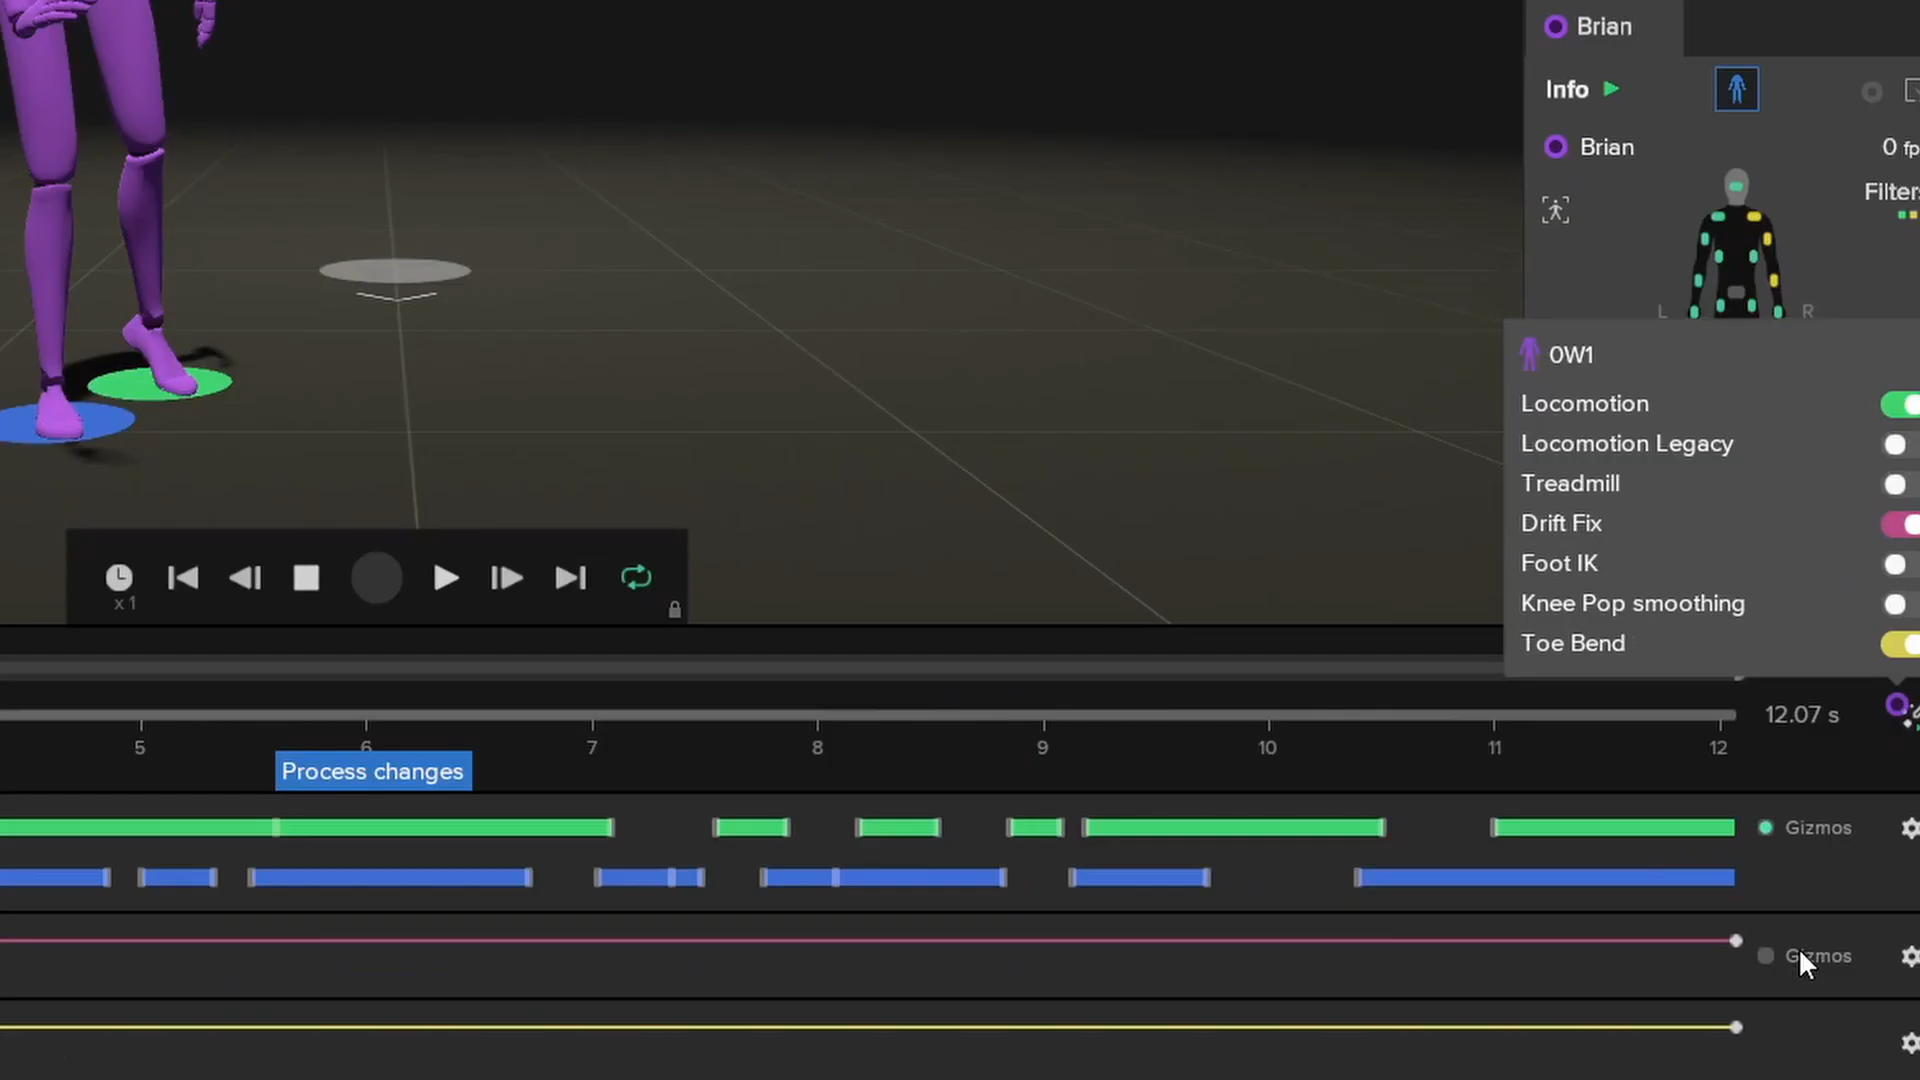 Brian
Info
Brian
0 fp
Filters
L
R
0W1
Locomotion
Locomotion Legacy
Treadmill
Drift Fix
Foot IK
Knee Pop smoothing
Toe Bend
x 1
12.07 s
5 6 7 8 9 10 11 12
Process changes
Gizmos
Gizmos